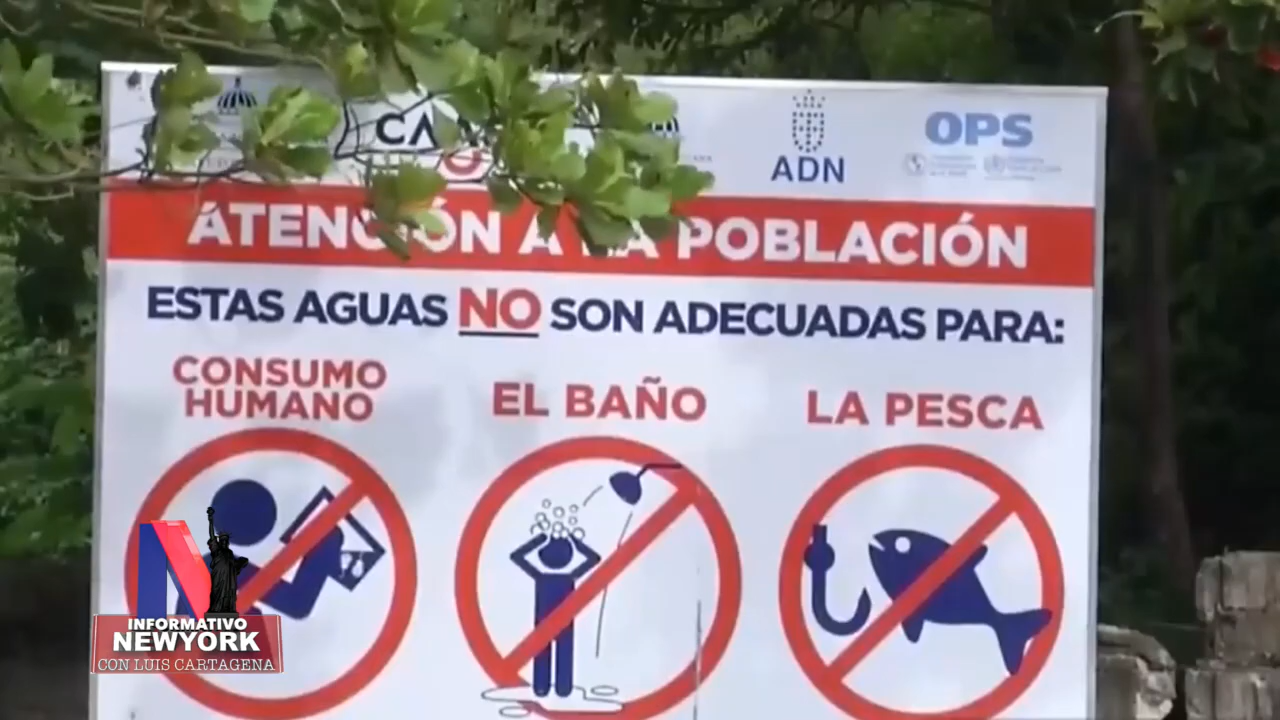 CA
ADN
OPS
ATENCIÓN A LA POBLACIÓN
ESTAS AGUAS NO SON ADECUADAS PARA:
CONSUMO
HUMANO
EL BAÑO
LA PESCA
N
INFORMATIVO
NEWYORK
CON LUIS CARTAGENA